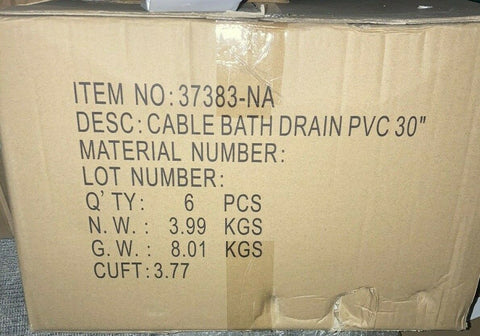 ITEM NO: 37383-NA
DESC: CABLE BATH DRAIN PVC 30"
MATERIAL NUMBER:
LOT NUMBER:
Q'TY: 6 PCS
N. W. : 3.99 KGS
G. W. : 8.01 KGS
CUFT: 3.77